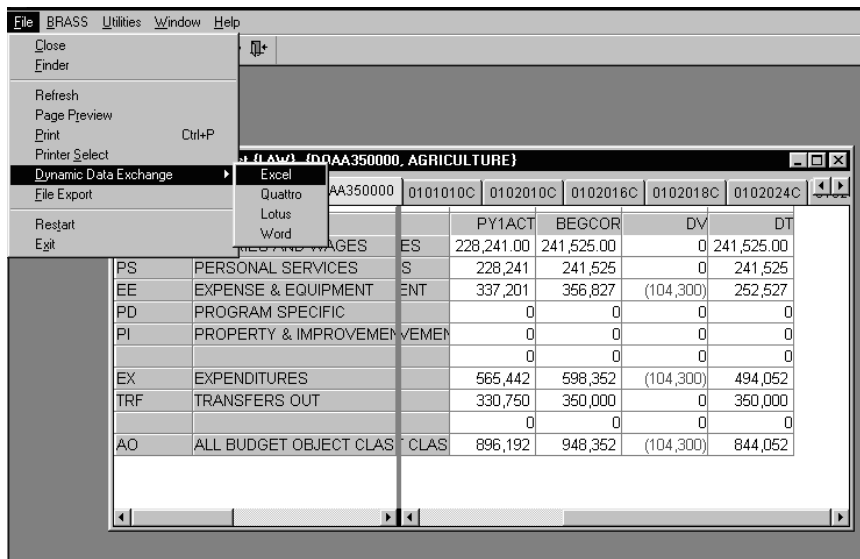 File BRASS Utilities Window Help
Close
Finder
Refresh
Page Preview
Print Ctrl+P
Printer Select
Dynamic Data Exchange
File Export
Restart
Exit
Excel
Quattro
Lotus
Word
{LAW} {DOAA350000, AGRICULTURE}
AA350000 0101010C 0102010C 0102016C 0102018C 0102024C
PY1ACT BEGCOR DV DT
AND WAGES ES 228,241.00 241,525.00 0 241,525.00
PS PERSONAL SERVICES S 228,241 241,525 0 241,525
EE EXPENSE & EQUIPMENT ENT 337,201 356,827 (104,300) 252,527
PD PROGRAM SPECIFIC 0 0 0 0
PI PROPERTY & IMPROVEMEN VEMEN 0 0 0 0
0 0 0 0
EX EXPENDITURES 565,442 598,352 (104,300) 494,052
TRF TRANSFERS OUT 330,750 350,000 0 350,000
0 0 0 0
AO ALL BUDGET OBJECT CLAS CLAS 896,192 948,352 (104,300) 844,052